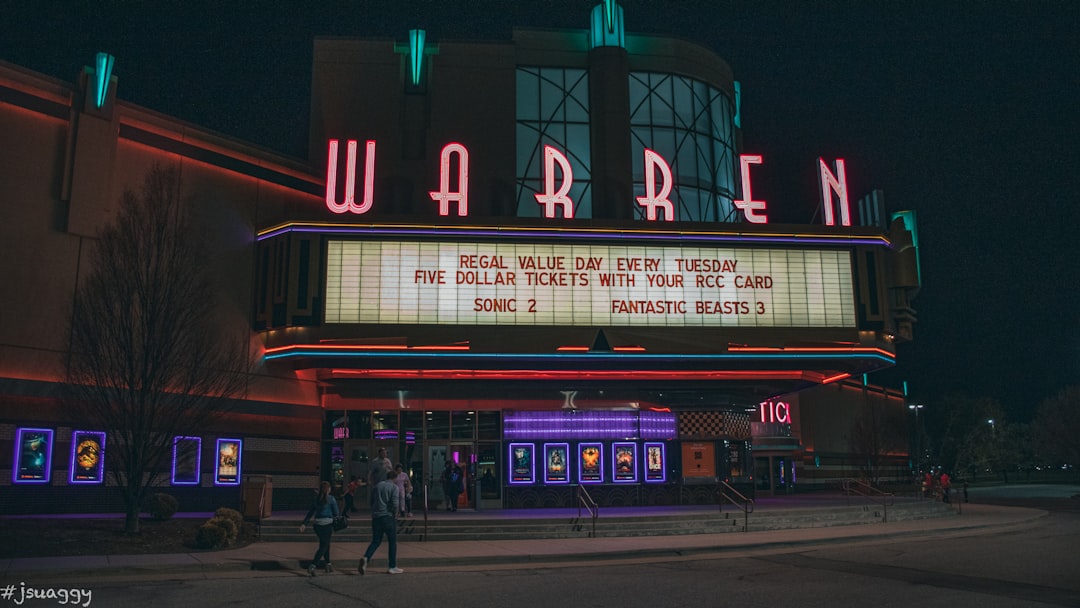 WARREN
REGAL VALUE DAY EVERY TUESDAY
FIVE DOLLAR TICKETS WITH YOUR RCC CARD
SONIC 2 FANTASTIC BEASTS 3
TIC
#jsuaggy